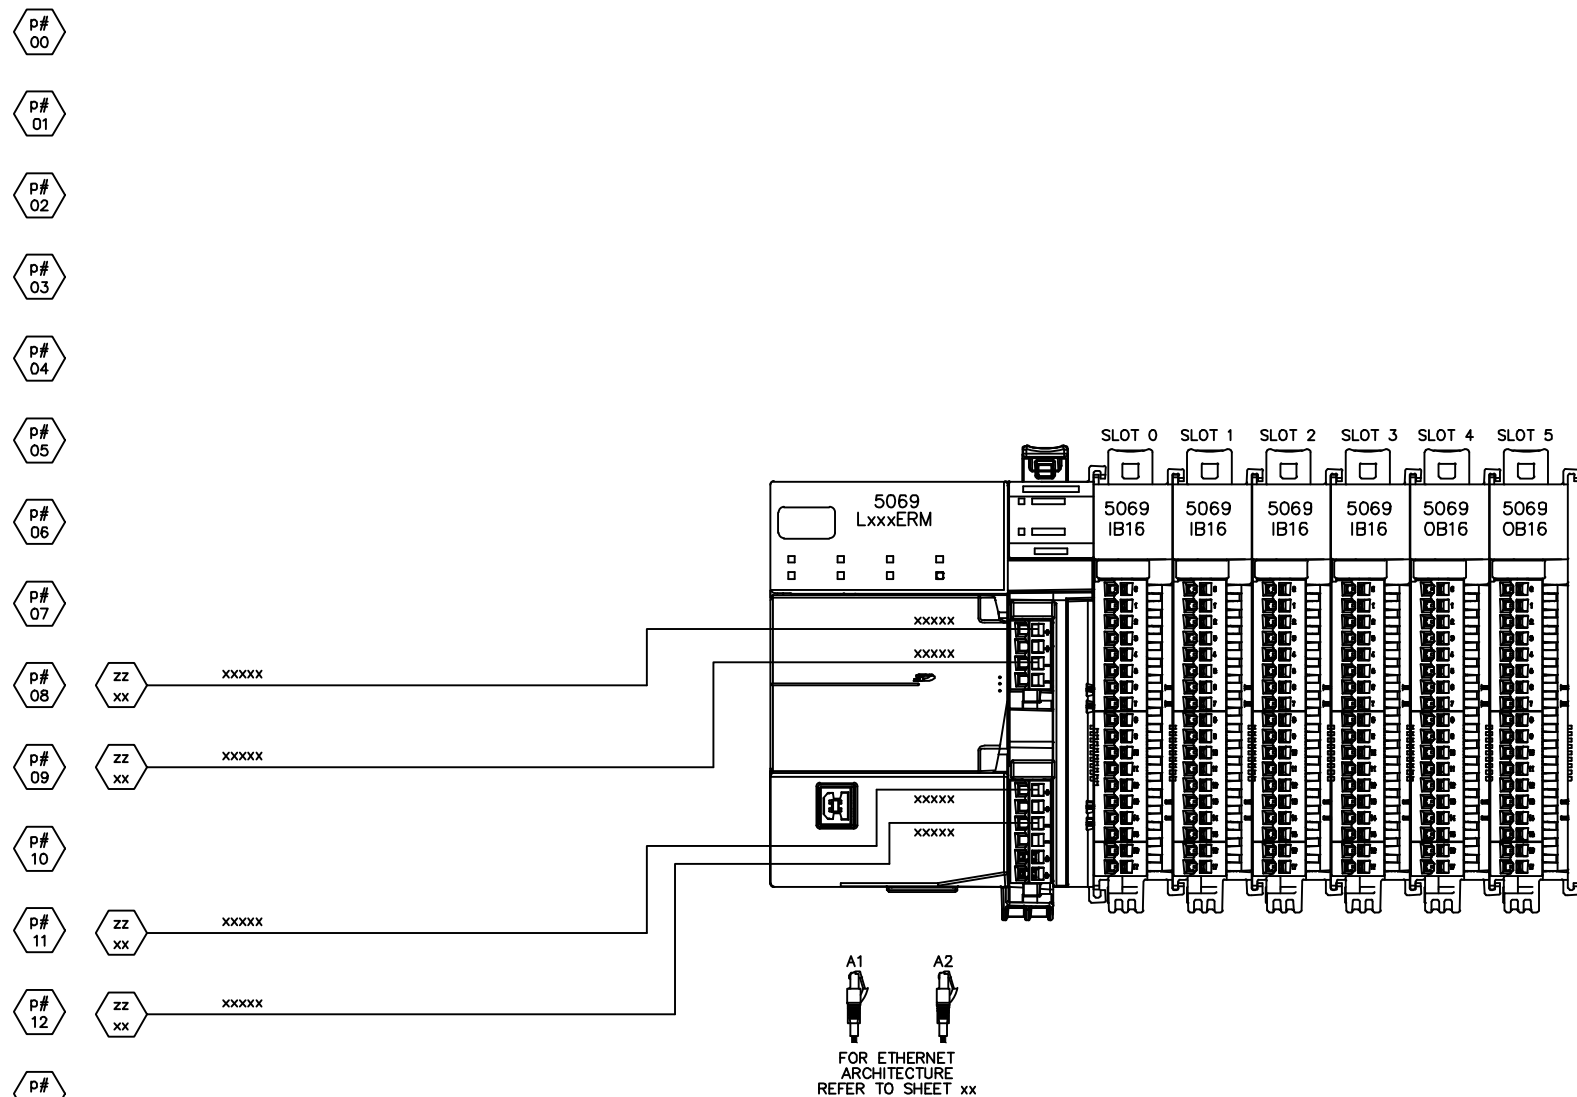 p#
00
p#
01
p#
02
p#
03
p#
04
p#
05
SLOT 0 SLOT 1 SLOT 2 SLOT 3 SLOT 4 SLOT 5
p#
06
5069
LxxxERM
5069
IB16
5069
IB16
5069
IB16
5069
IB16
5069
OB16
5069
OB16
p#
07
xxxxx
xxxxx
p#
08
zz
xx
xxxxx
p#
09
zz
xx
xxxxx
xxxxx
xxxxx
p#
10
p#
11
zz
xx
xxxxx
A1 A2
p#
12
zz
xx
xxxxx
FOR ETHERNET
ARCHITECTURE
REFER TO SHEET xx
p#